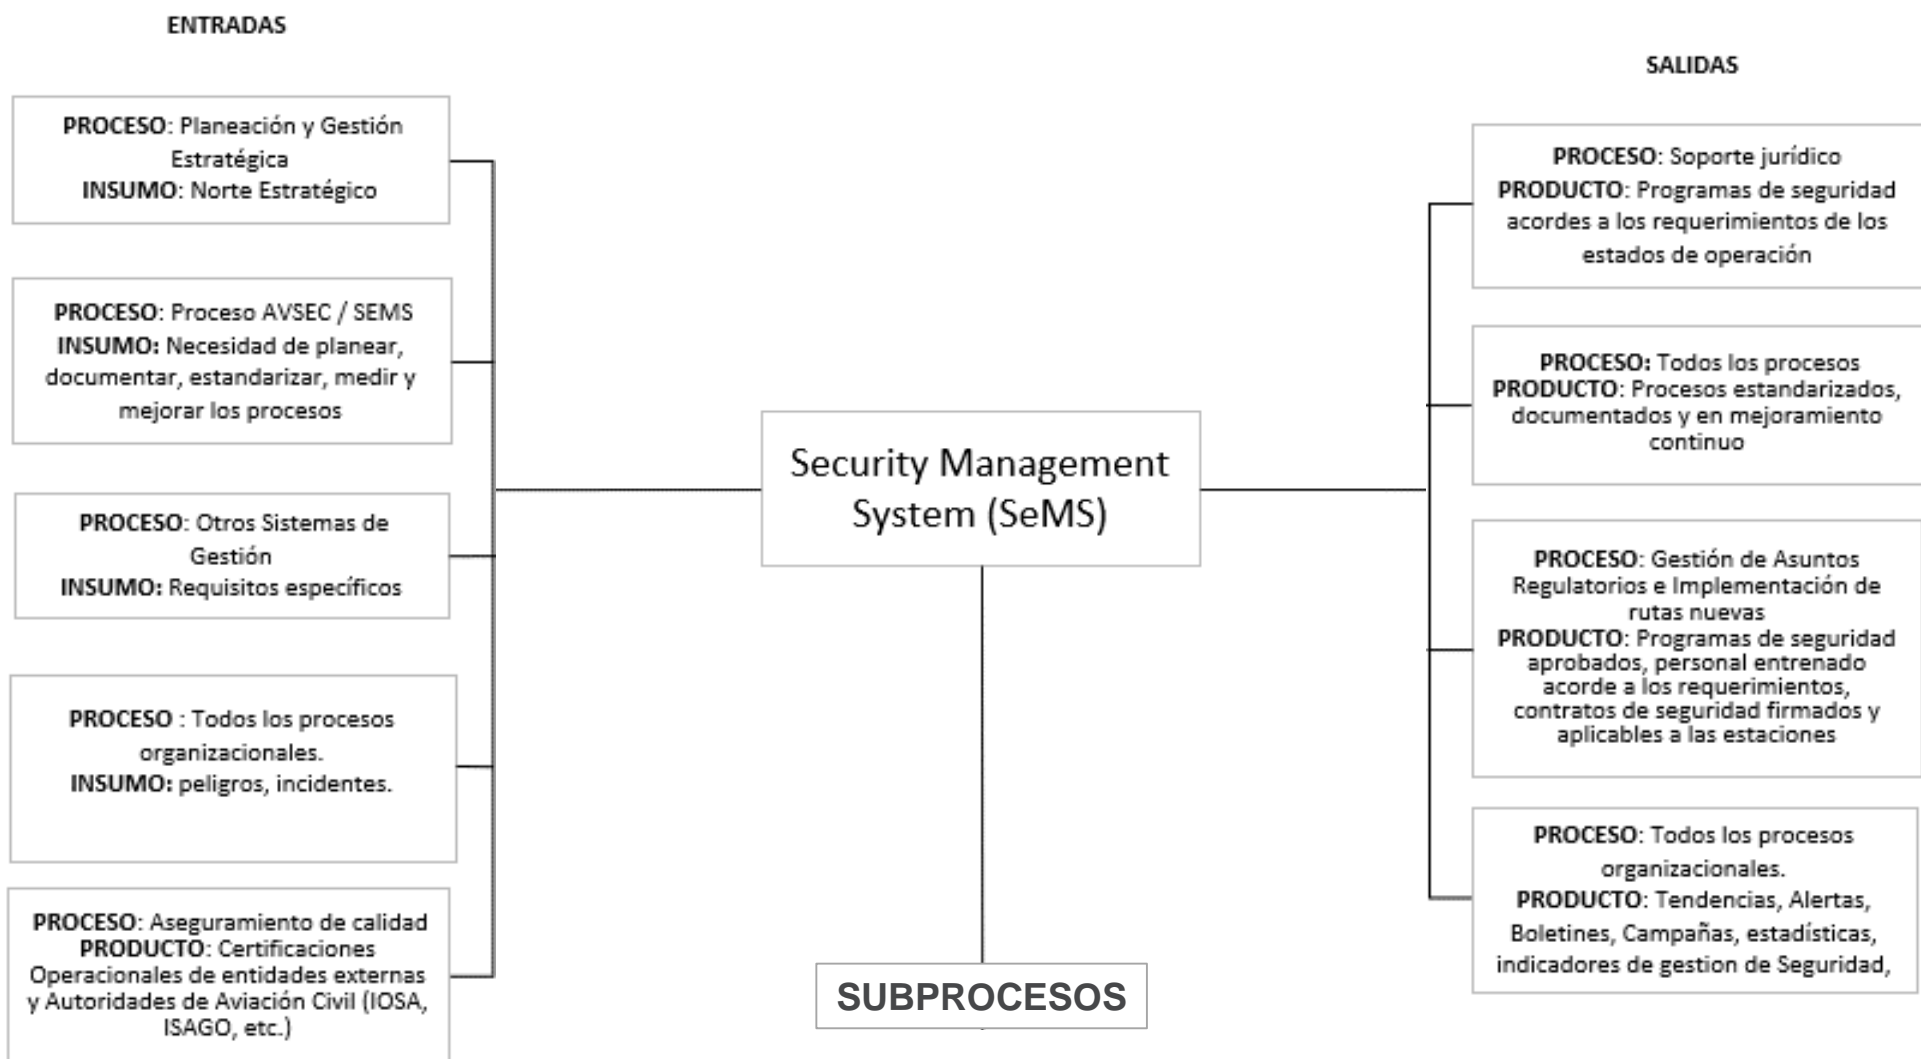 ENTRADAS
PROCESO: Planeación y Gestión
Estratégica
INSUMO: Norte Estratégico
PROCESO: Proceso AVSEC / SEMS
INSUMO: Necesidad de planear,
documentar, estandarizar, medir y
mejorar los procesos
PROCESO: Otros Sistemas de
Gestión
INSUMO: Requisitos específicos
PROCESO : Todos los procesos
organizacionales.
INSUMO: peligros, incidentes.
PROCESO: Aseguramiento de calidad
PRODUCTO: Certificaciones
Operacionales de entidades externas
y Autoridades de Aviación Civil (IOSA,
ISAGO, etc.)
Security Management
System (SeMS)
SUBPROCESOS
SALIDAS
PROCESO: Soporte jurídico
PRODUCTO: Programas de seguridad
acordes a los requerimientos de los
estados de operación
PROCESO: Todos los procesos
PRODUCTO: Procesos estandarizados,
documentados y en mejoramiento
continuo
PROCESO: Gestión de Asuntos
Regulatorios e Implementación de
rutas nuevas
PRODUCTO: Programas de seguridad
aprobados, personal entrenado
acorde a los requerimientos,
contratos de seguridad firmados y
aplicables a las estaciones
PROCESO: Todos los procesos
organizacionales.
PRODUCTO: Tendencias, Alertas,
Boletines, Campañas, estadísticas,
indicadores de gestion de Seguridad,